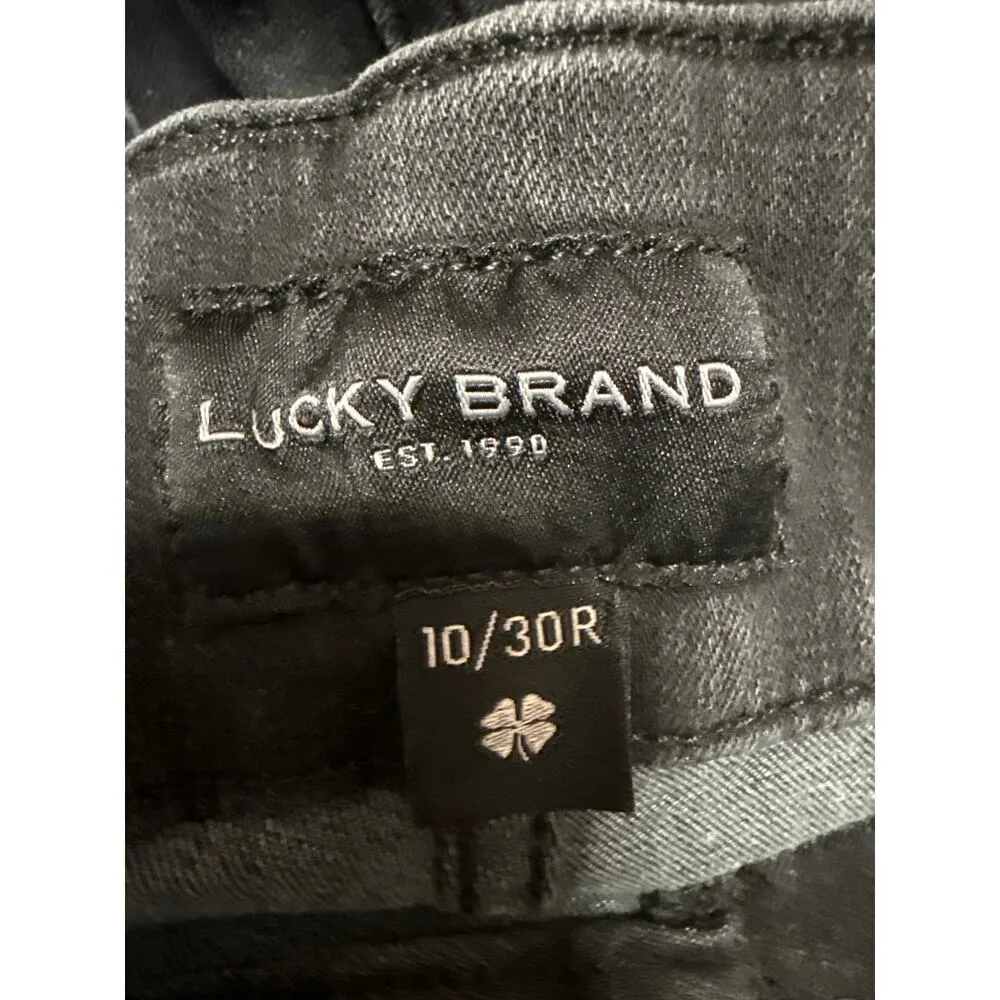 LUCKY BRAND
EST. 1990
10/30R